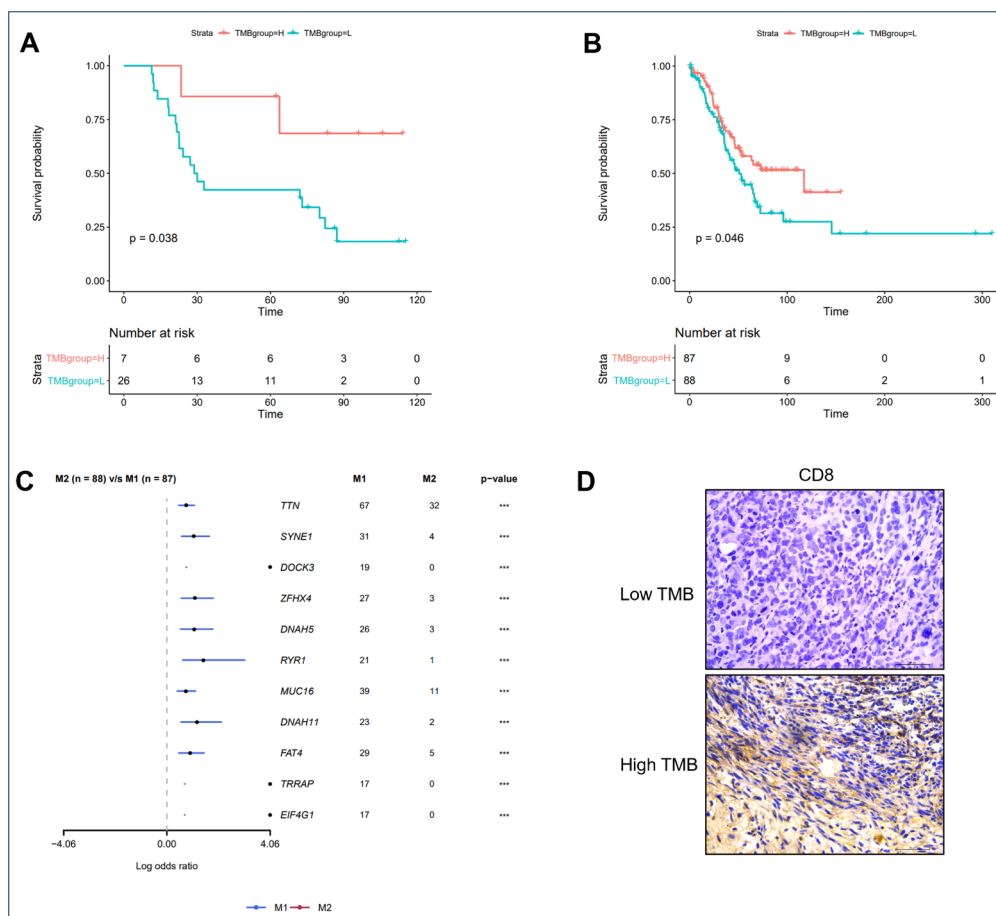 A
Strata TMBgroup=H TMBgroup=L
1.00
0.75
0.50
0.25
0.00
Survival probability
p = 0.038
0 30 60 90 120
Time
Number at risk
Strata
TMBgroup=H 7 6 6 3 0
TMBgroup=L 26 13 11 2 0
0 30 60 90 120
Time
B
Strata TMBgroup=H TMBgroup=L
1.00
0.75
0.50
0.25
0.00
Survival probability
p = 0.046
0 100 200 300
Time
Number at risk
Strata
TMBgroup=H 87 9 0 0
TMBgroup=L 88 6 2 1
0 100 200 300
Time
C
M2 (n = 88) v/s M1 (n = 87) M1 M2 p−value
TTN 67 32 ***
SYNE1 31 4 ***
DOCK3 19 0 ***
ZFHX4 27 3 ***
DNAH5 26 3 ***
RYR1 21 1 ***
MUC16 39 11 ***
DNAH11 23 2 ***
FAT4 29 5 ***
TRRAP 17 0 ***
EIF4G1 17 0 ***
−4.06 0.00 4.06
Log odds ratio
M1 M2
D
CD8
Low TMB
High TMB